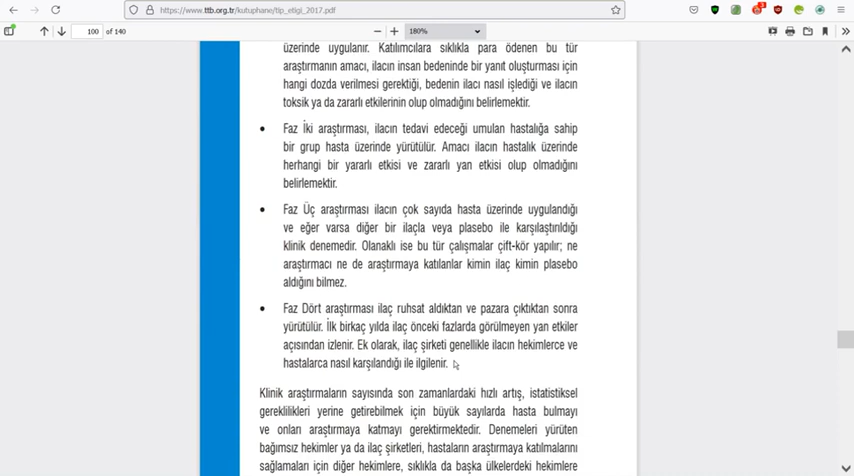 https://www.ttb.org.tr/kutuphane/tip_etigi_2017.pdf
100 of 140
180%
üzerinde uygulanır. Katılımcılara sıklıkla para ödenen bu tür
araştırmanın amacı, ilacın insan bedeninde bir yanıt oluşturması için
hangi dozda verilmesi gerektiği, bedenin ilacı nasıl işlediği ve ilacın
toksik ya da zararlı etkilerinin olup olmadığını belirlemektir.
• Faz İki araştırması, ilacın tedavi edeceği umulan hastalığa sahip
bir grup hasta üzerinde yürütülür. Amacı ilacın hastalık üzerinde
herhangi bir yararlı etkisi ve zararlı yan etkisi olup olmadığını
belirlemektir.
• Faz Üç araştırması ilacın çok sayıda hasta üzerinde uygulandığı
ve eğer varsa diğer bir ilaçla veya plasebo ile karşılaştırıldığı
klinik denemedir. Olanaklı ise bu tür çalışmalar çift-kör yapılır; ne
araştırmacı ne de araştırmaya katılanlar kimin ilaç kimin plasebo
aldığını bilmez.
• Faz Dört araştırması ilaç ruhsat aldıktan ve pazara çıktıktan sonra
yürütülür. İlk birkaç yılda ilaç önceki fazlarda görülmeyen yan etkiler
açısından izlenir. Ek olarak, ilaç şirketi genellikle ilacın hekimlerce ve
hastalarca nasıl karşılandığı ile ilgilenir.
Klinik araştırmaların sayısında son zamanlardaki hızlı artış, istatistiksel
gereklilikleri yerine getirebilmek için büyük sayılarda hasta bulmayı
ve onları araştırmaya katmayı gerektirmektedir. Denemeleri yürüten
bağımsız hekimler ya da ilaç şirketleri, hastaların araştırmaya katılmalarını
sağlamaları için diğer hekimlere, sıklıkla da başka ülkelerdeki hekimlere